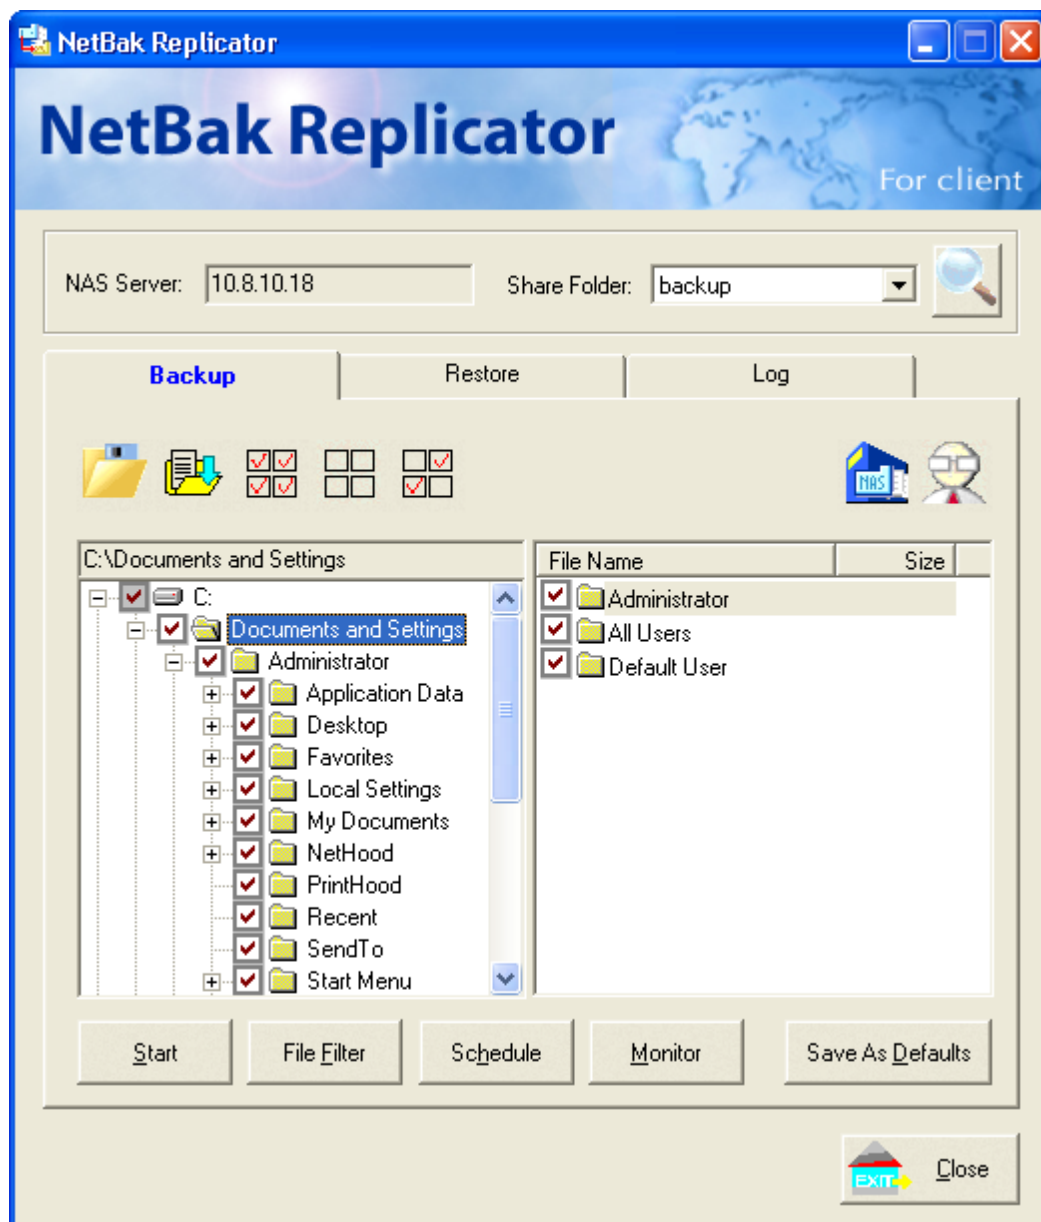 NetBak Replicator
NetBak Replicator
For client
NAS Server: 10.8.10.18 Share Folder: backup
Backup Restore Log
NAS
C:\Documents and Settings
File Name Size
C:
Documents and Settings
Administrator
Application Data
Desktop
Favorites
Local Settings
My Documents
NetHood
PrintHood
Recent
SendTo
Start Menu
Administrator
All Users
Default User
Start File Filter Schedule Monitor Save As Defaults
EXIT Close